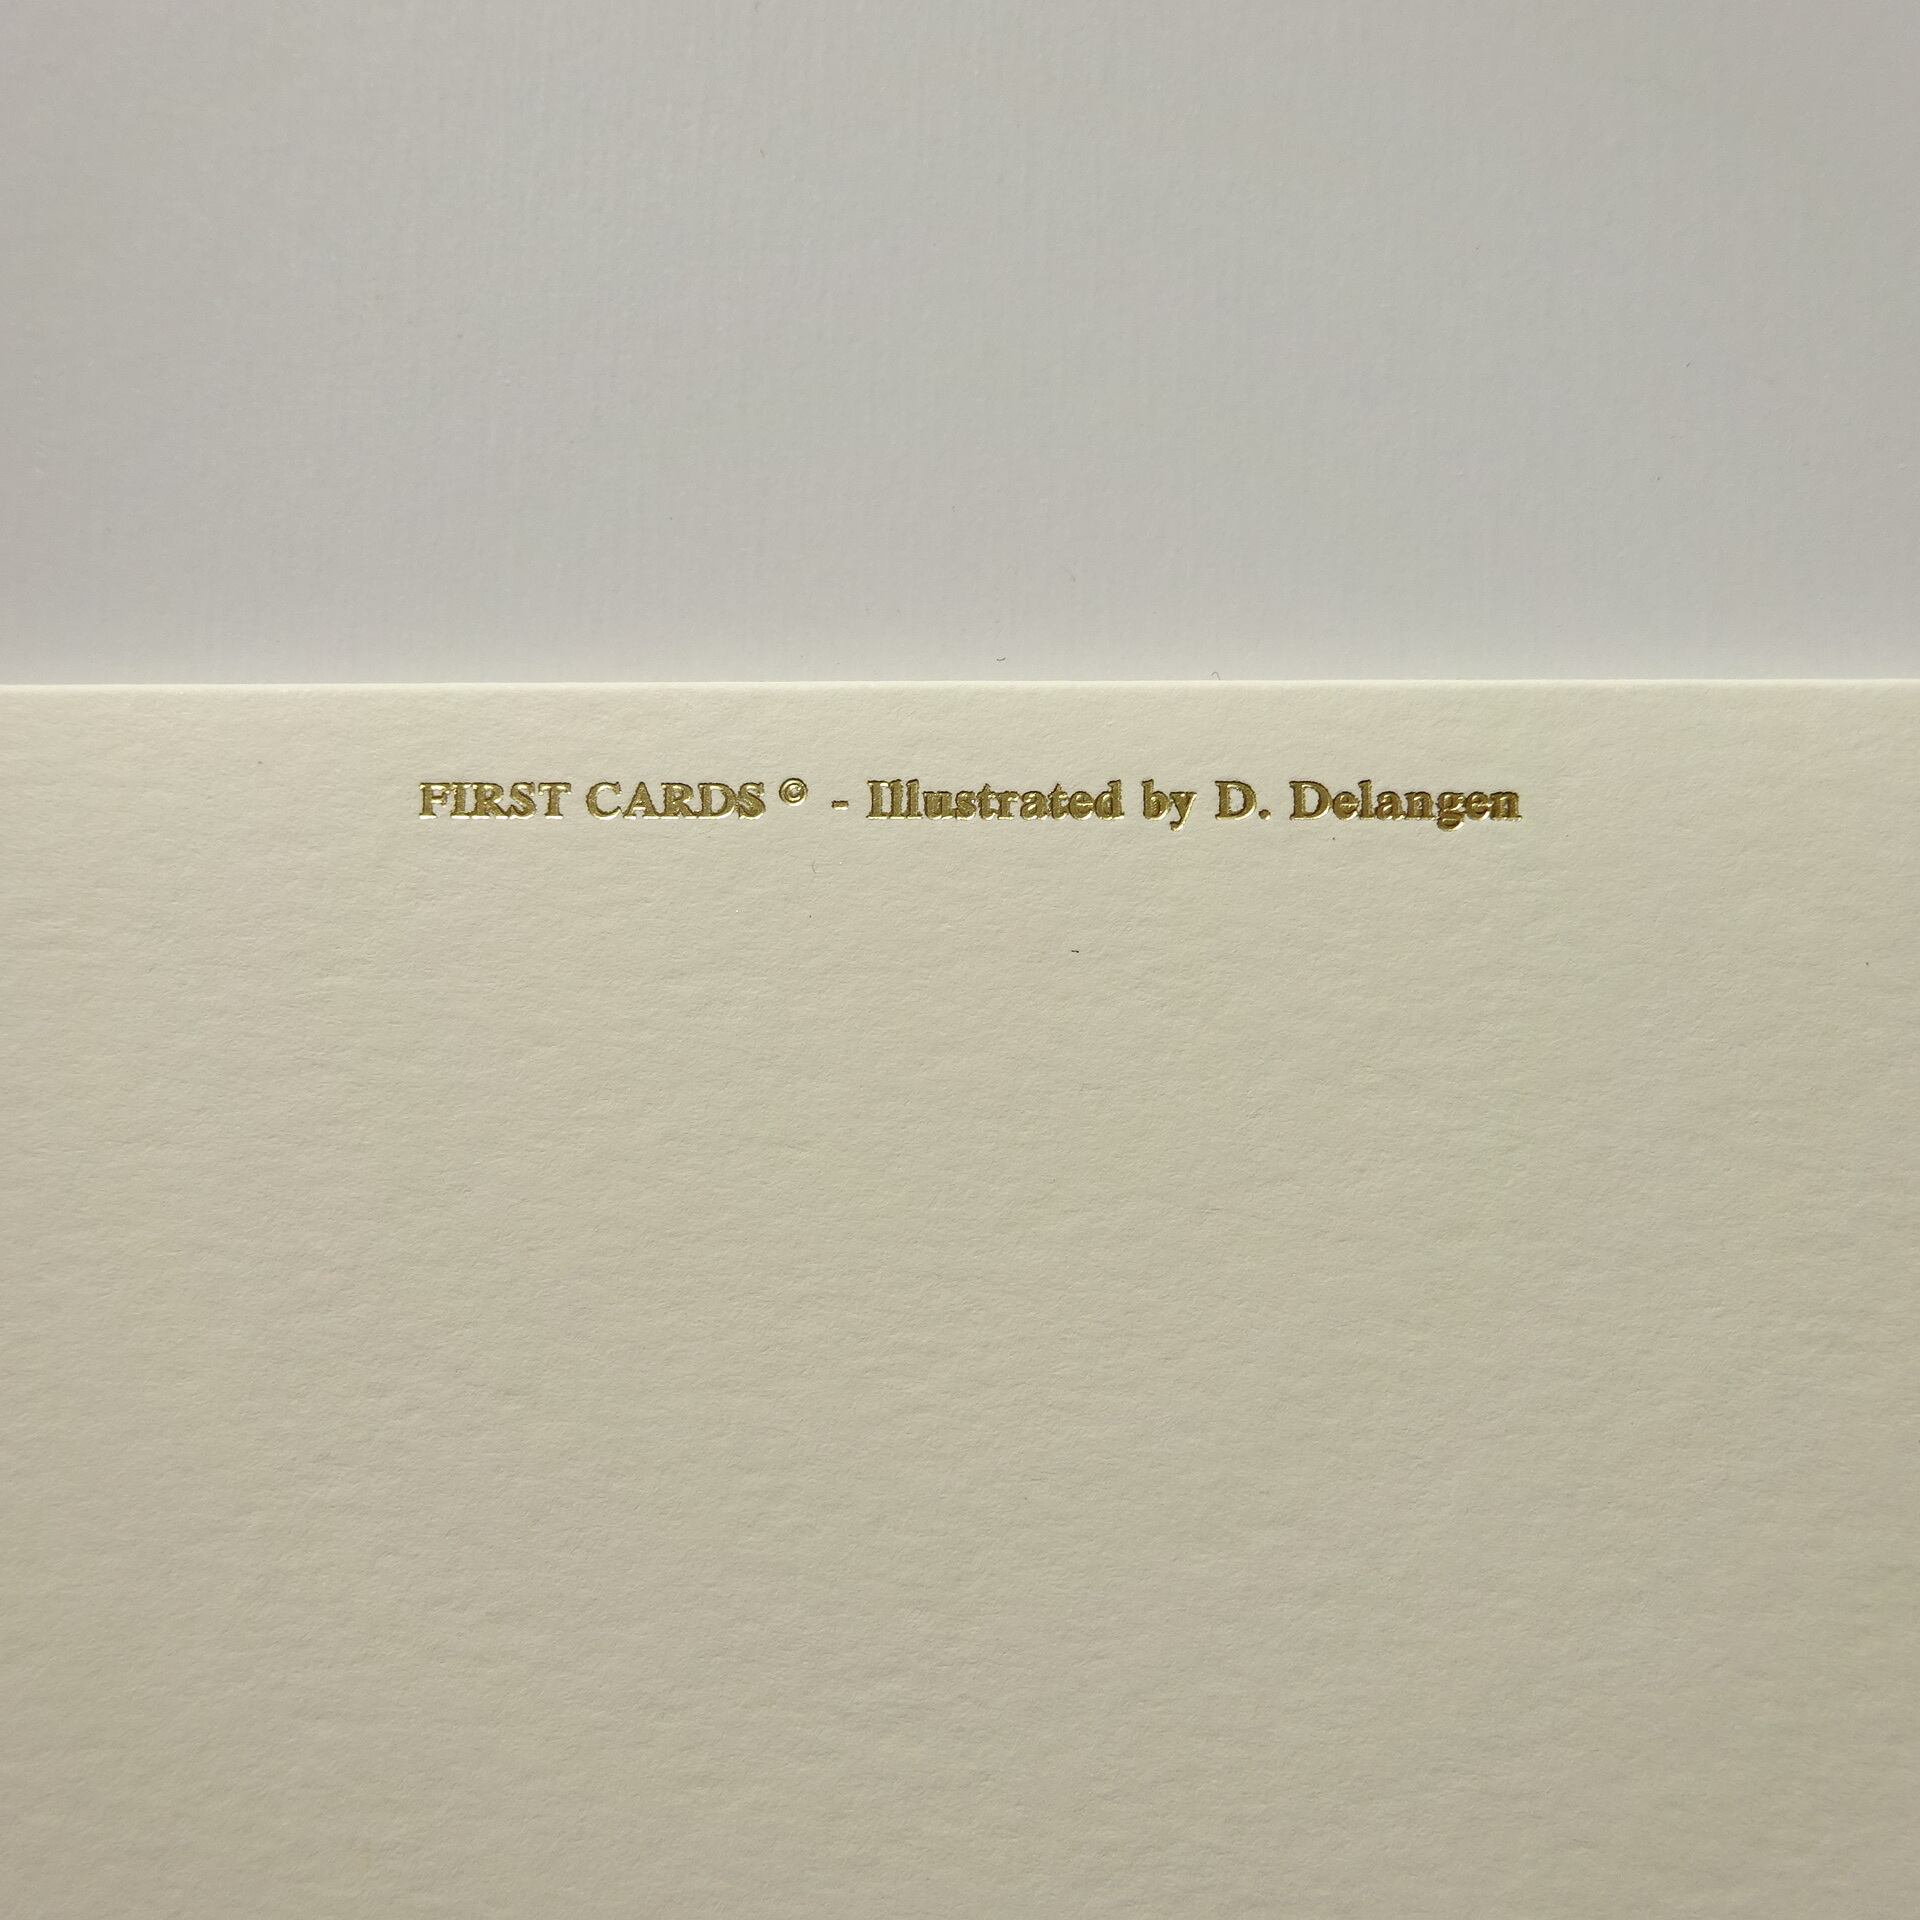 FIRST CARDS © - Illustrated by D. Delangen